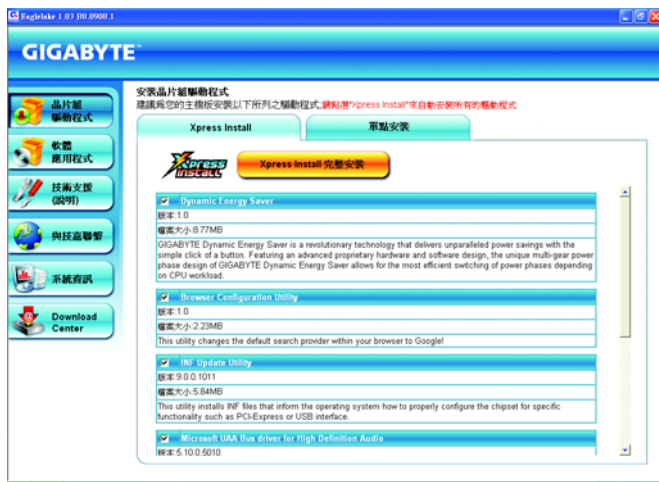 Eaglelake 1.03 B8.0908.1
GIGABYTE™
安裝晶片組驅動程式
建議為您的主機板安裝以下所列之驅動程式,請點選"Xpress Install"來自動安裝所有的驅動程式
晶片組
驅動程式
軟體
應用程式
技術支援
(說明)
與技嘉聯繫
系統資訊
Download
Center
Xpress Install
單點安裝
Xpress
INSTALL
Xpress Install 完整安裝
Dynamic Energy Saver
版本:1.0
檔案大小:8.77MB
GIGABYTE Dynamic Energy Saver is a revolutionary technology that delivers unparalleled power savings with the
simple click of a button. Featuring an advanced proprietary hardware and software design, the unique multi-gear power
phase design of GIGABYTE Dynamic Energy Saver allows for the most efficient switching of power phases depending
on CPU workload.
Browser Configuration Utility
版本:1.0
檔案大小:2.23MB
This utility changes the default search provider within your browser to Google!
INF Update Utility
版本:9.0.0.1011
檔案大小:5.84MB
This utility installs INF files that inform the operating system how to properly configure the chipset for specific
functionality such as PCI-Express or USB interface.
Microsoft UAA Bus driver for High Definition Audio
版本:5.10.0.5010